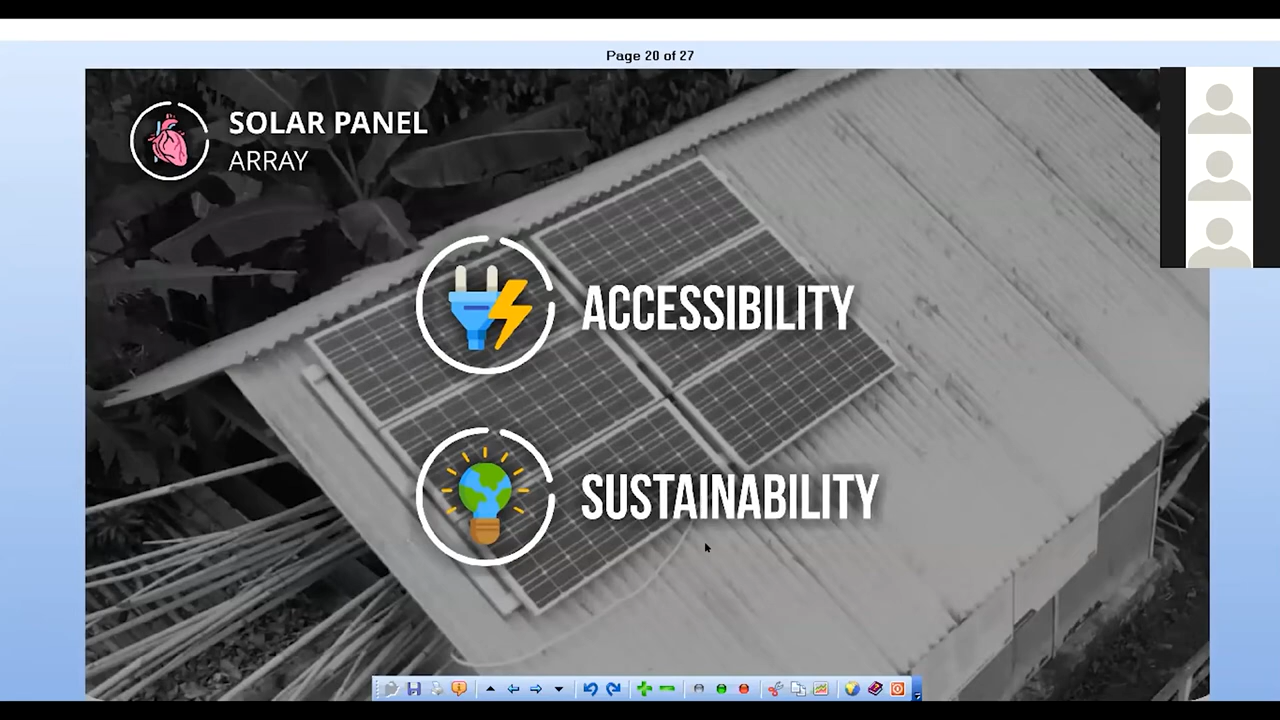 Page 20 of 27
SOLAR PANEL
ARRAY
ACCESSIBILITY
SUSTAINABILITY